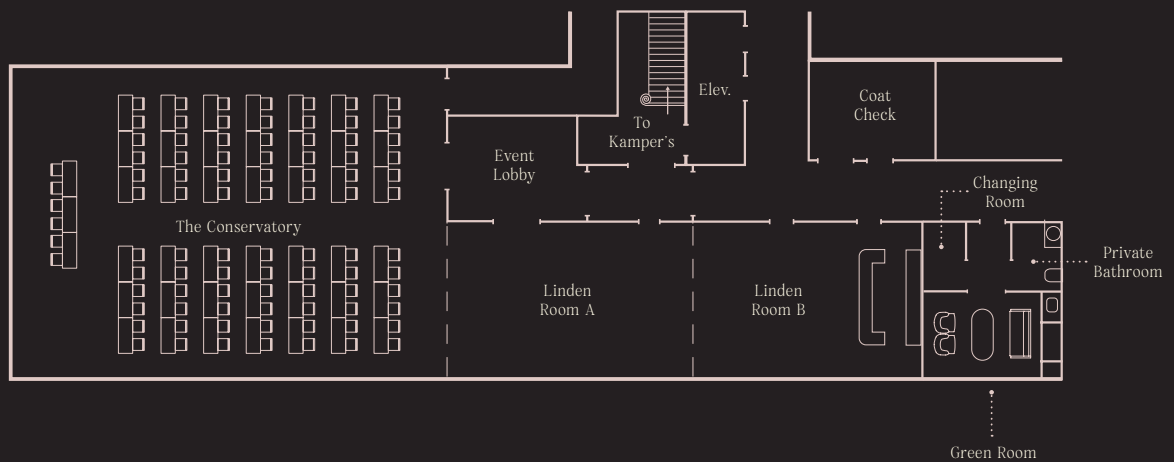 Elev.
Coat
Check
To
Kamper's
Event
Lobby
Changing
Room
The Conservatory
Private
Bathroom
Linden
Room A
Linden
Room B
Green Room